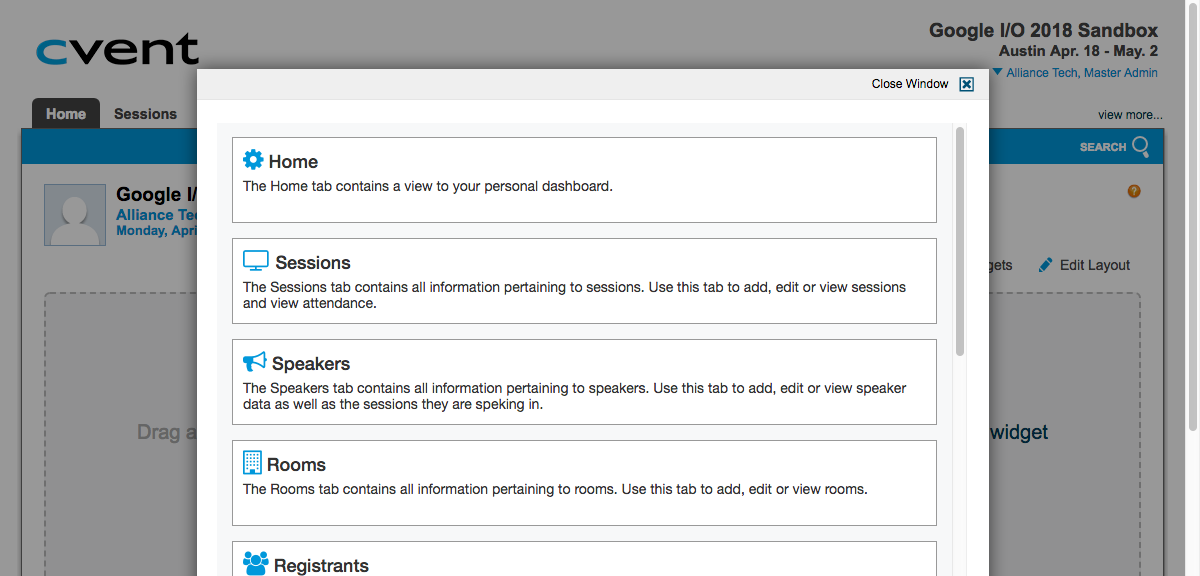 cvent
Google I/O 2018 Sandbox
Austin Apr. 18 - May. 2
Alliance Tech, Master Admin
Close Window
Home Sessions
view more...
SEARCH
Home
The Home tab contains a view to your personal dashboard.
Google I/
Alliance Te
Monday, Apri
?
Sessions
The Sessions tab contains all information pertaining to sessions. Use this tab to add, edit or view sessions
and view attendance.
gets Edit Layout
Speakers
The Speakers tab contains all information pertaining to speakers. Use this tab to add, edit or view speaker
data as well as the sessions they are speking in.
Drag a
widget
Rooms
The Rooms tab contains all information pertaining to rooms. Use this tab to add, edit or view rooms.
Registrants